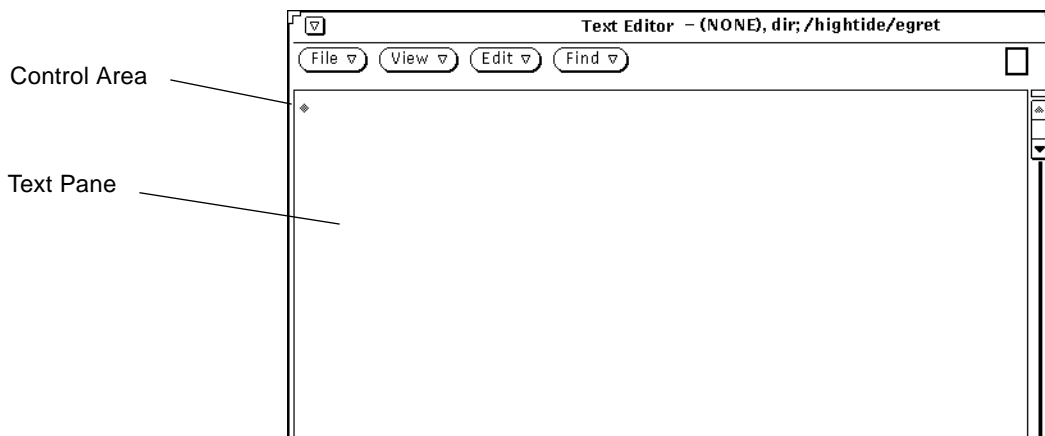 Text Editor – (NONE), dir; /hightide/egret
File View Edit Find
Control Area
Text Pane